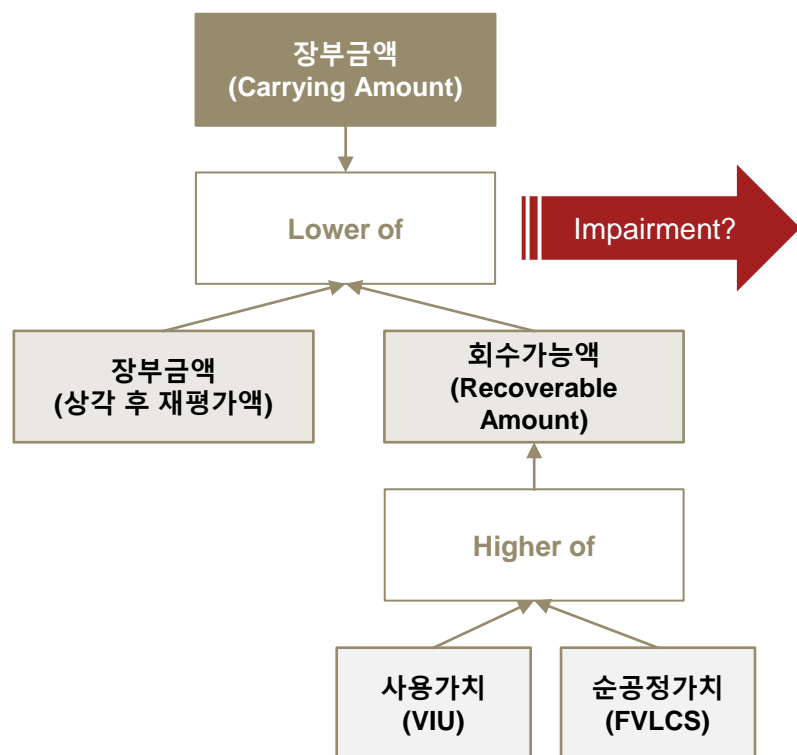 장부금액
(Carrying Amount)
Lower of
Impairment?
장부금액
(상각 후 재평가액)
회수가능액
(Recoverable
Amount)
Higher of
사용가치
(VIU)
순공정가치
(FVLCS)